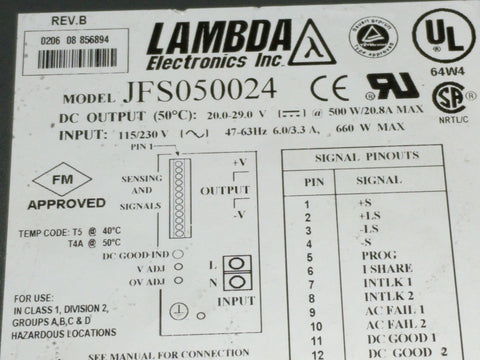 REV.B
0206 08 856894
LAMBDA
Electronics Inc.
Bauart geprüft
Type approved
UL
64W4
MODEL JFS050024
NRTL/C
DC OUTPUT (50°C): 20.0-29.0 V @ 500 W/20.8A MAX
INPUT: 115/230 V 47-63Hz 6.0/3.3 A, 660 W MAX
PIN 1
FM
APPROVED
TEMP CODE: T5 @ 40°C
T4A @ 50°C
FOR USE:
IN CLASS 1, DIVISION 2,
GROUPS A,B,C & D
HAZARDOUS LOCATIONS
SENSING
AND
SIGNALS
+V
OUTPUT
-V
DC GOOD-IND
V ADJ
OV ADJ
L
N
INPUT
SEE MANUAL FOR CONNECTION
SIGNAL PINOUTS
PIN SIGNAL
1 +S
2 +LS
3 -LS
4 -S
5 PROG
6 I SHARE
7 INTLK 1
8 INTLK 2
9 AC FAIL 1
10 AC FAIL 2
11 DC GOOD 1
12 DC GOOD 2